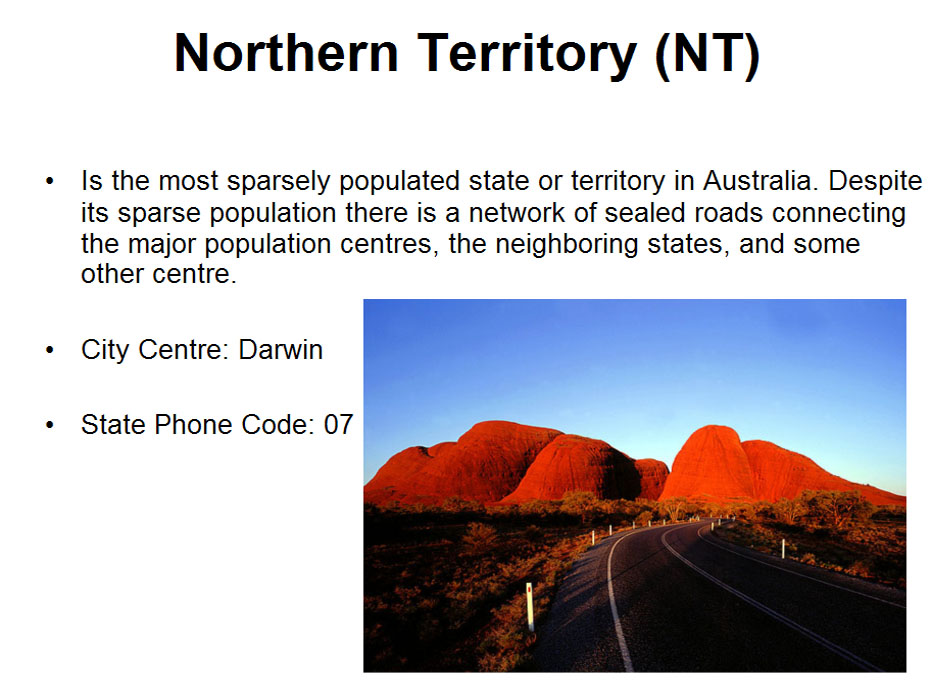 Northern Territory (NT)
• Is the most sparsely populated state or territory in Australia. Despite
its sparse population there is a network of sealed roads connecting
the major population centres, the neighboring states, and some
other centre.
• City Centre: Darwin
• State Phone Code: 07